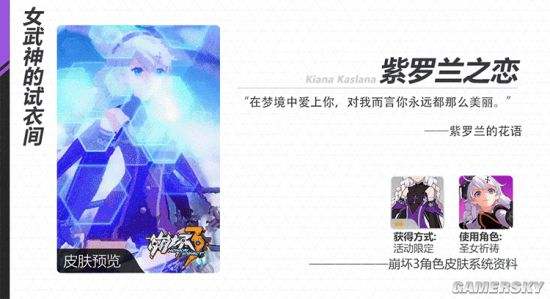 女武神的试衣间
Kiana Kaslana
紫罗兰之恋
“在梦境中爱上你，对我而言你永远都那么美丽。”
——紫罗兰的花语
崩坏3
皮肤预览
获得方式:
活动限定
使用角色:
圣女祈祷
————崩坏3角色皮肤系统资料
GAMERSKY